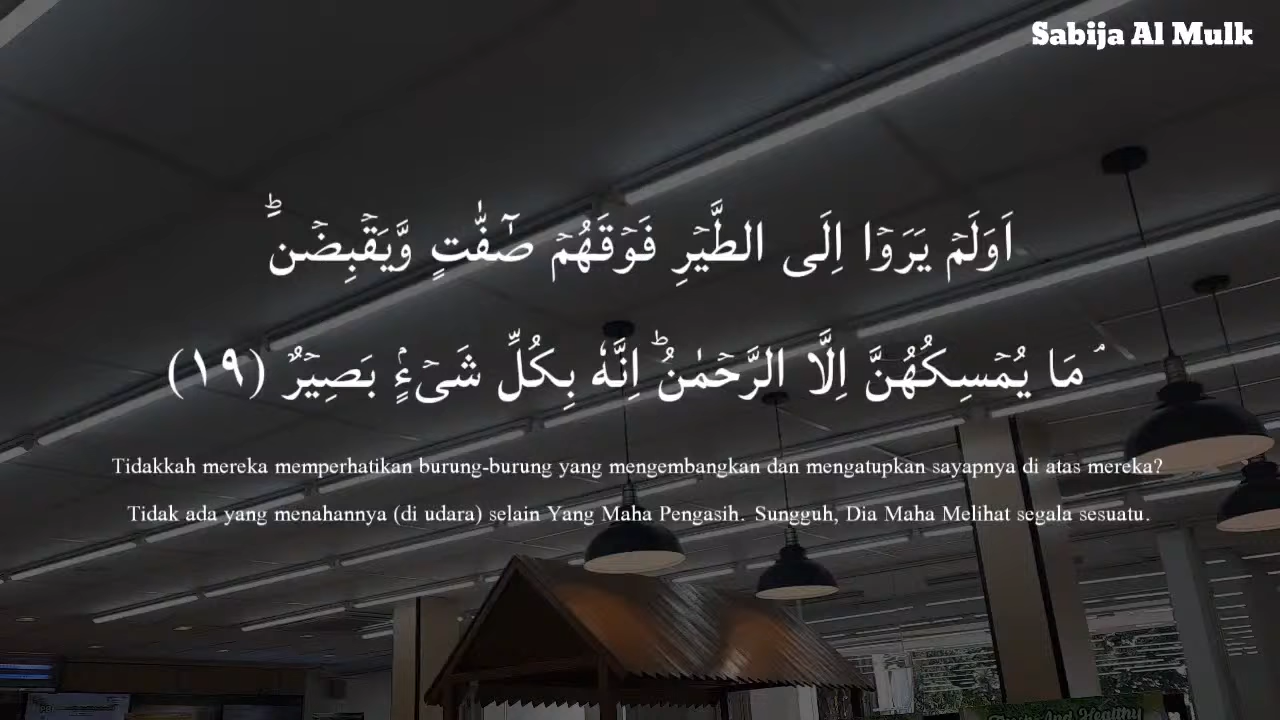 Sabija Al Mulk
اَوَلَمۡ يَرَوۡا اِلَى الطَّيۡرِ فَوۡقَهُمۡ صٰٓفّٰتٍ وَّيَقۡبِضۡنَؕ
ؔ مَا يُمۡسِكُهُنَّ اِلَّا الرَّحۡمٰنُؕ اِنَّهٗ بِكُلِّ شَىۡءٍۢ بَصِيۡرٌ (١٩)
Tidakkah mereka memperhatikan burung-burung yang mengembangkan dan mengatupkan sayapnya di atas mereka?
Tidak ada yang menahannya (di udara) selain Yang Maha Pengasih. Sungguh, Dia Maha Melihat segala sesuatu.